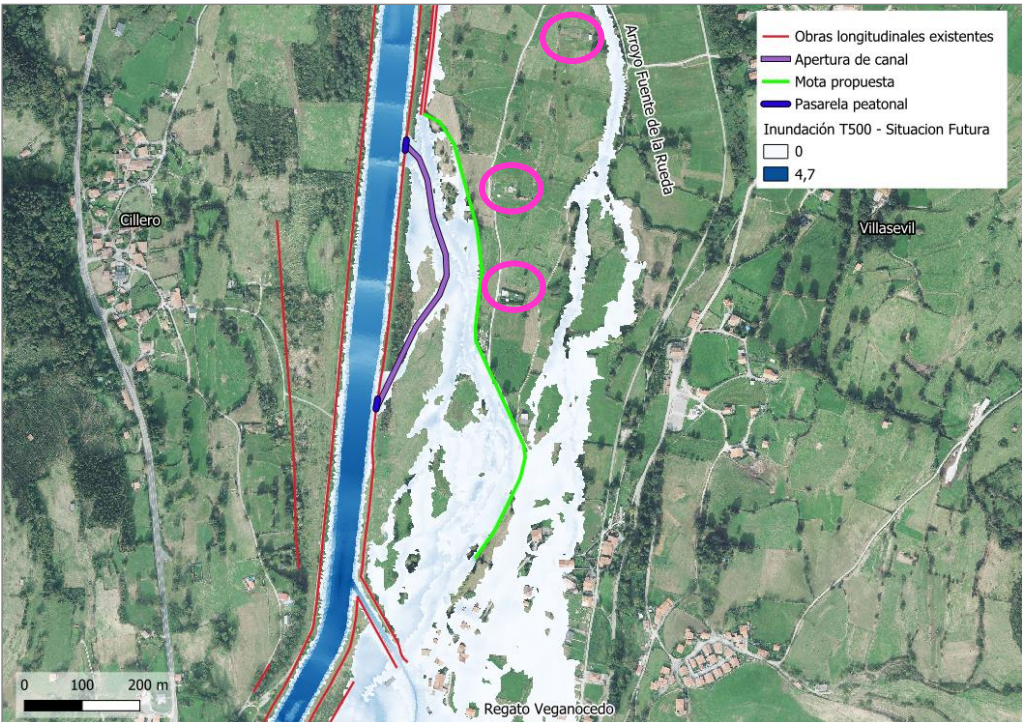 Obras longitudinales existentes
Apertura de canal
Mota propuesta
Pasarela peatonal
Inundación T500 - Situacion Futura
0
4,7
Arroyo Fuente de la Rueda
Cillero
Villasevil
0 100 200 m
Regato Veganocedo